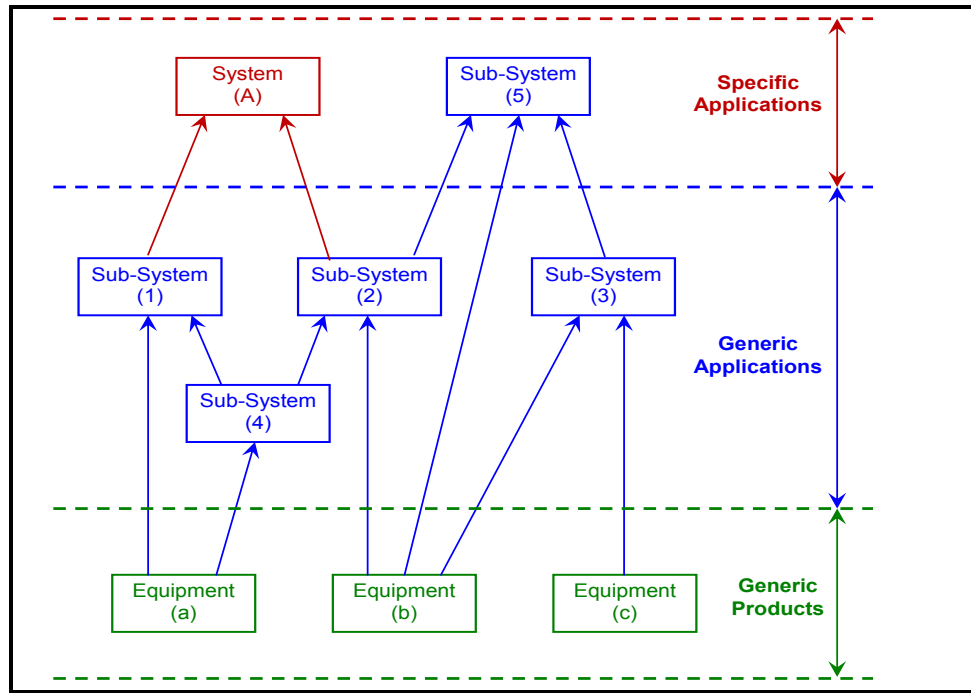 System
(A)
Sub-System
(5)
Specific
Applications
Sub-System
(1)
Sub-System
(2)
Sub-System
(3)
Generic
Applications
Sub-System
(4)
Equipment
(a)
Equipment
(b)
Equipment
(c)
Generic
Products